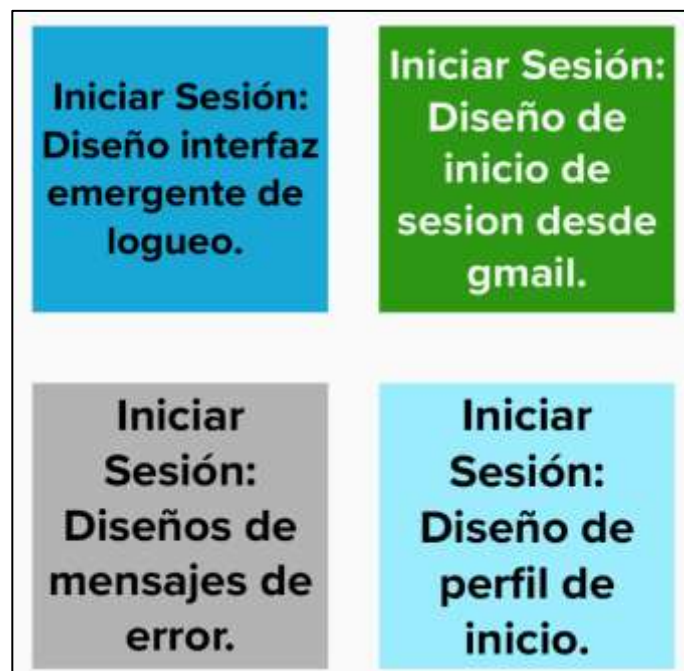 Iniciar Sesión:
Diseño interfaz
emergente de
logueo.
Iniciar Sesión:
Diseño de
inicio de
sesion desde
gmail.
Iniciar
Sesión:
Diseños de
mensajes de
error.
Iniciar
Sesión:
Diseño de
perfil de
inicio.